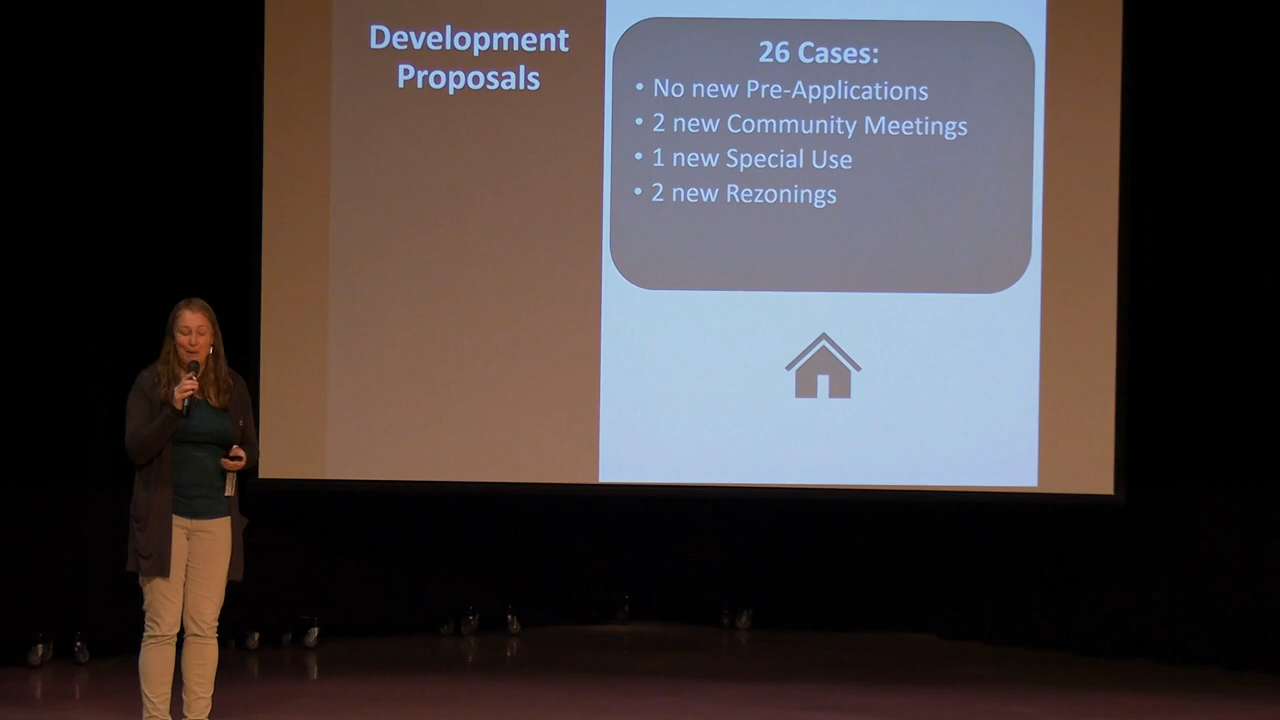 Development
Proposals
26 Cases:
• No new Pre-Applications
• 2 new Community Meetings
• 1 new Special Use
• 2 new Rezonings